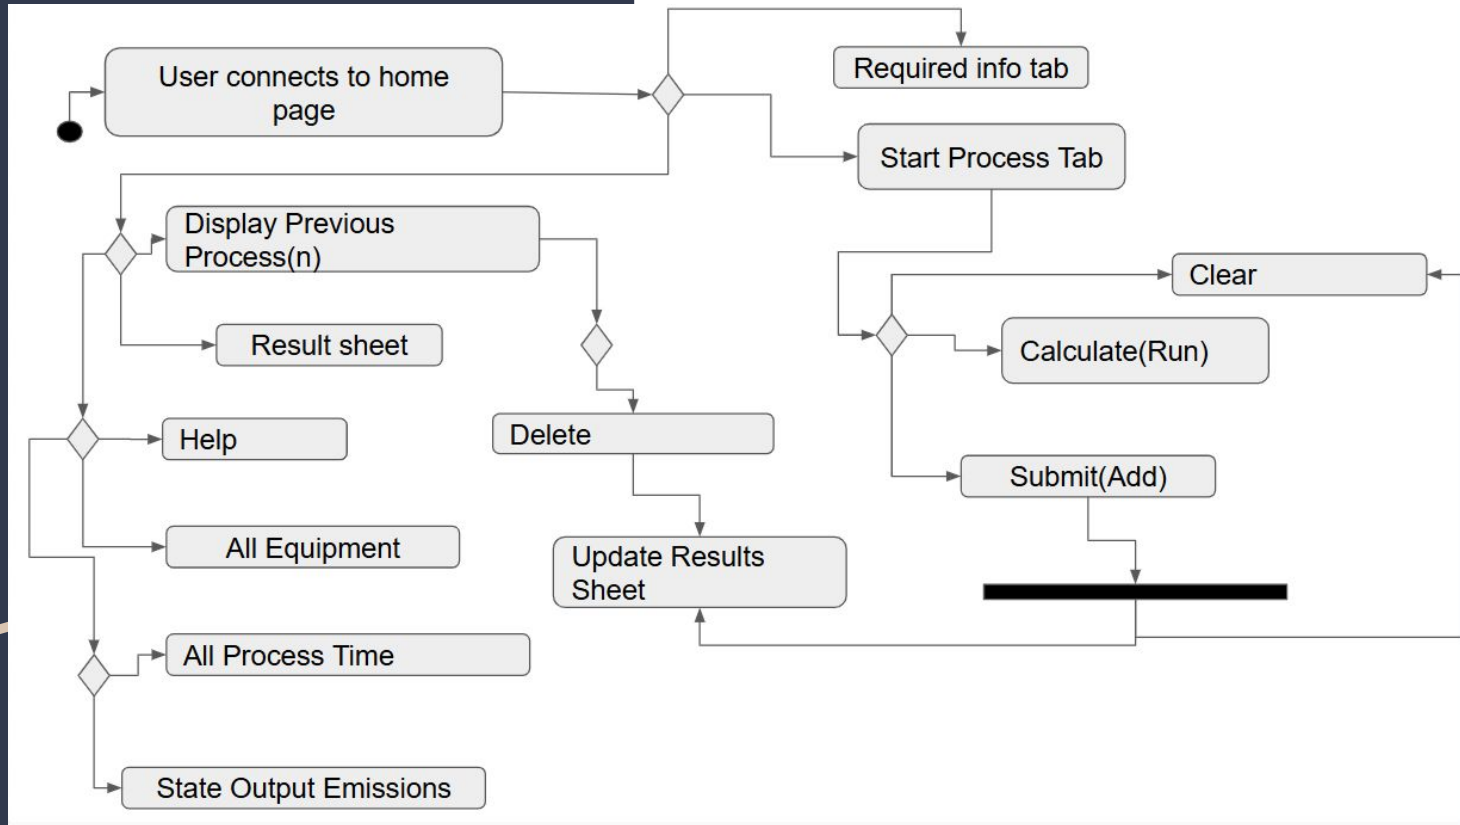 User connects to home
page
Required info tab
Start Process Tab
Display Previous
Process(n)
Clear
Result sheet
Calculate(Run)
Help
Delete
Submit(Add)
All Equipment
Update Results
Sheet
All Process Time
State Output Emissions